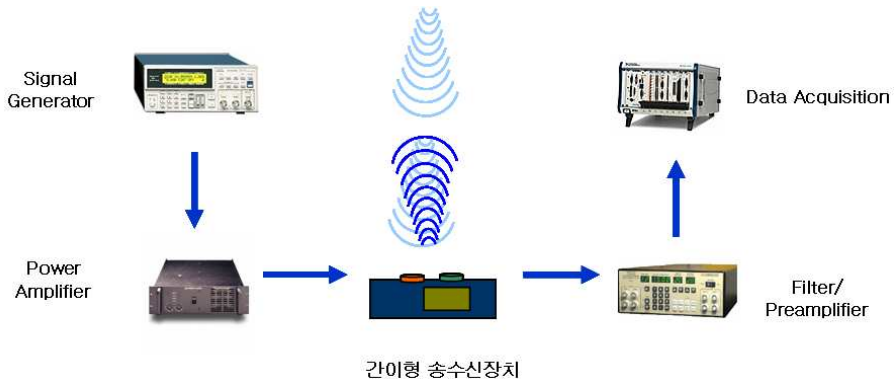 Signal
Generator
Data Acquisition
Power
Amplifier
Filter/
Preamplifier
간이형 송수신장치